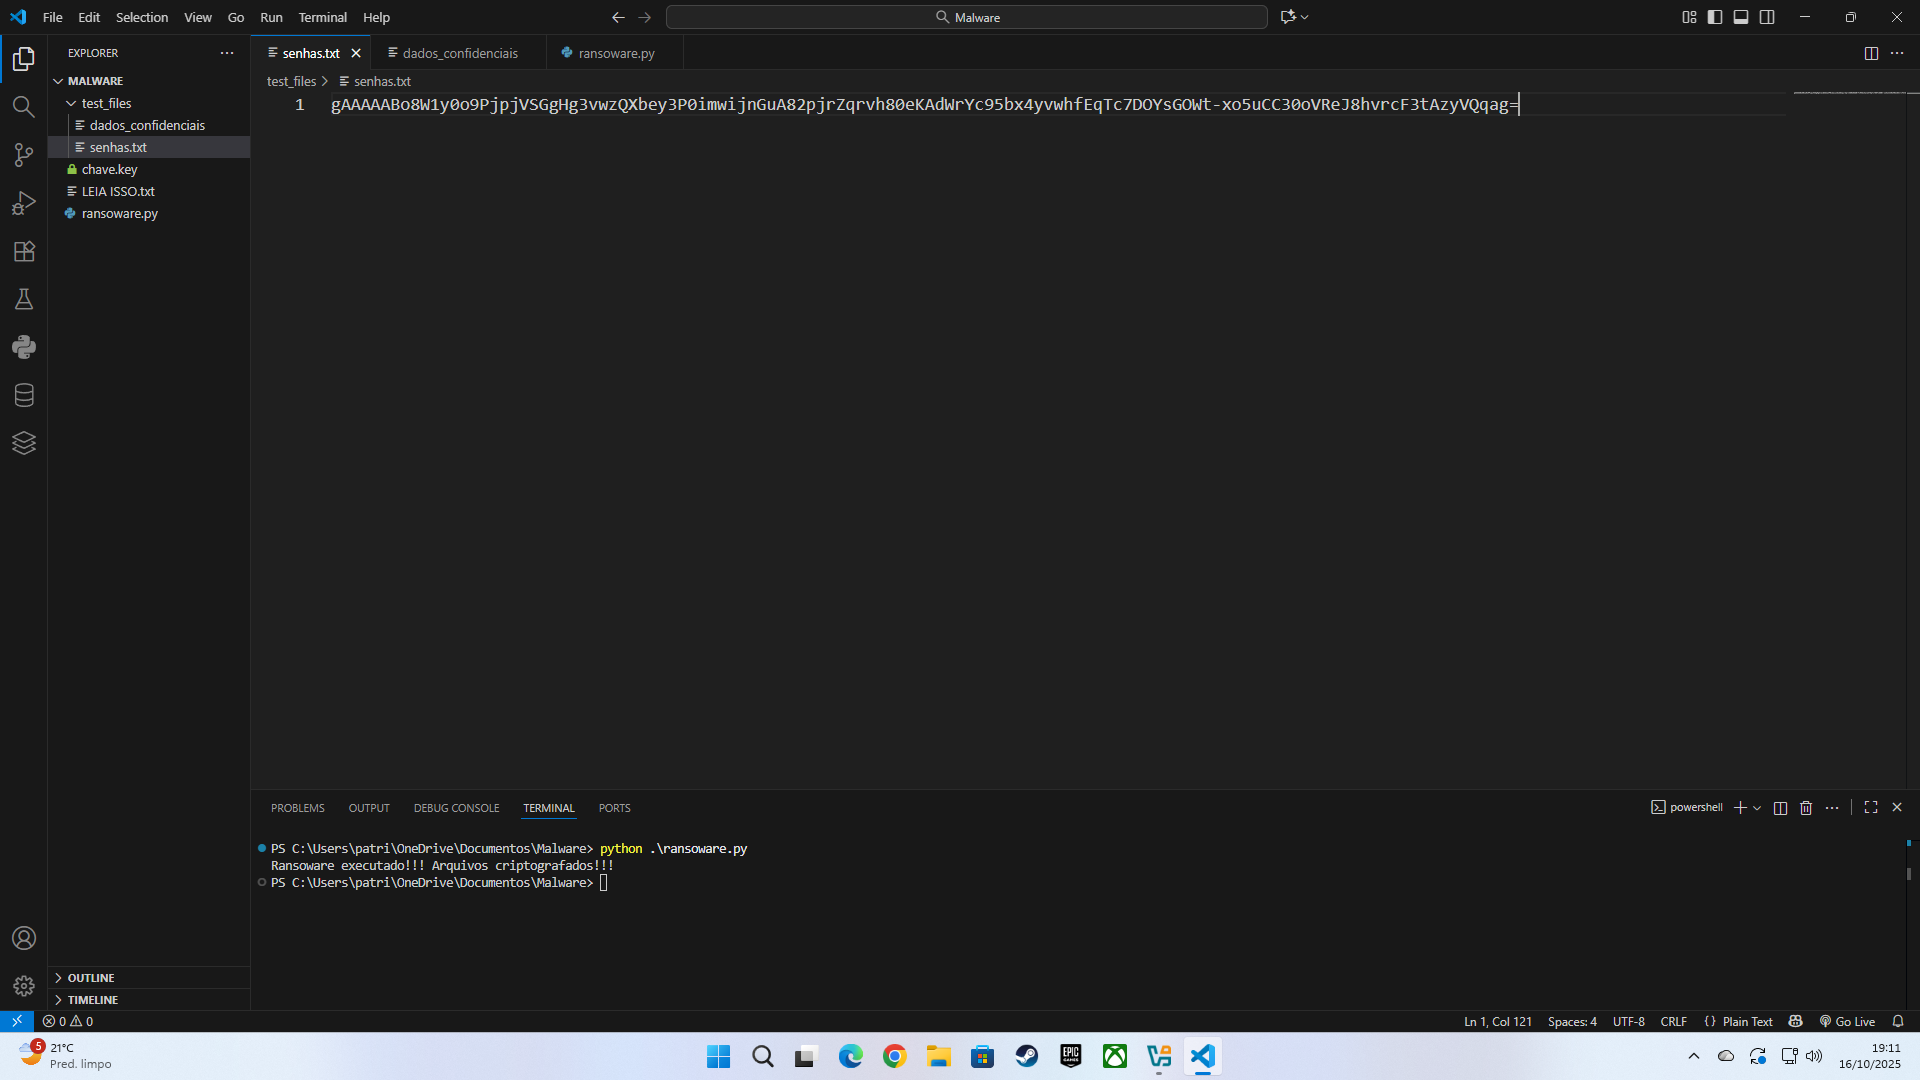 File Edit Selection View Go Run Terminal Help
Malware
EXPLORER
MALWARE
test_files
dados_confidenciais
senhas.txt
chave.key
LEIA ISSO.txt
ransoware.py
OUTLINE
TIMELINE
senhas.txt dados_confidenciais ransoware.py
test_files > senhas.txt
1 gAAAAABo8W1y0o9PjpjVSGgHg3vwzQXbey3P0imwijnGuA82pjrZqrvh80eKAdWrYc95bx4yvwhfEqTc7DOYsGOWt-xo5uCC30oVReJ8hvrcF3tAzyVQqag=
PROBLEMS OUTPUT DEBUG CONSOLE TERMINAL PORTS
powershell
PS C:\Users\patri\OneDrive\Documentos\Malware> python .\ransoware.py
Ransoware executado!!! Arquivos criptografados!!!
PS C:\Users\patri\OneDrive\Documentos\Malware>
0 0
Ln 1, Col 121 Spaces: 4 UTF-8 CRLF {} Plain Text Go Live
5
21°C
Pred. limpo
EPIC GAMES
19:11
16/10/2025